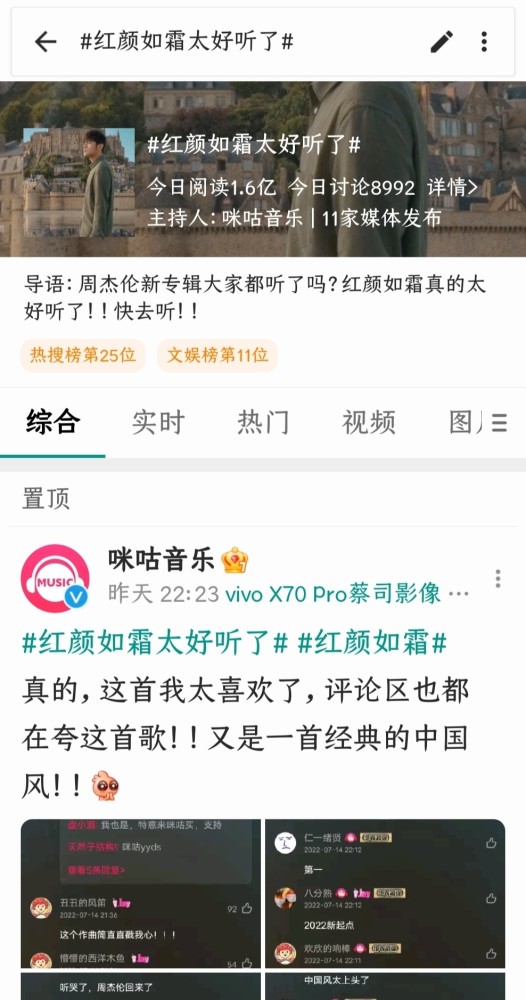 #红颜如霜太好听了#
#红颜如霜太好听了#
今日阅读1.6亿 今日讨论8992 详情>
主持人: 咪咕音乐 | 11家媒体发布
导语: 周杰伦新专辑大家都听了吗? 红颜如霜真的太
好听了!! 快去听!!
热搜榜第25位 文娱榜第11位
综合 实时 热门 视频 图
置顶
MUSIC
咪咕音乐
昨天 22:23 vivo X70 Pro蔡司影像 ···
#红颜如霜太好听了# #红颜如霜#
真的, 这首我太喜欢了, 评论区也都
在夸这首歌!! 又是一首经典的中国
风!!
我也是, 特意来咪咕买, 支持
咪咕yyds
查看5条回复>
丑丑的风笛
2022-07-14 21:36
92
这个作曲简直直戳我心!!!
懵懵的西洋木鱼
54
仁一绪贤
2022-07-14 22:12
第一
八分熟
2022-07-14 22:12
2022新起点
欢欣的响棒
2022-07-14 22:11
听哭了, 周杰伦回来了
中国风太上头了